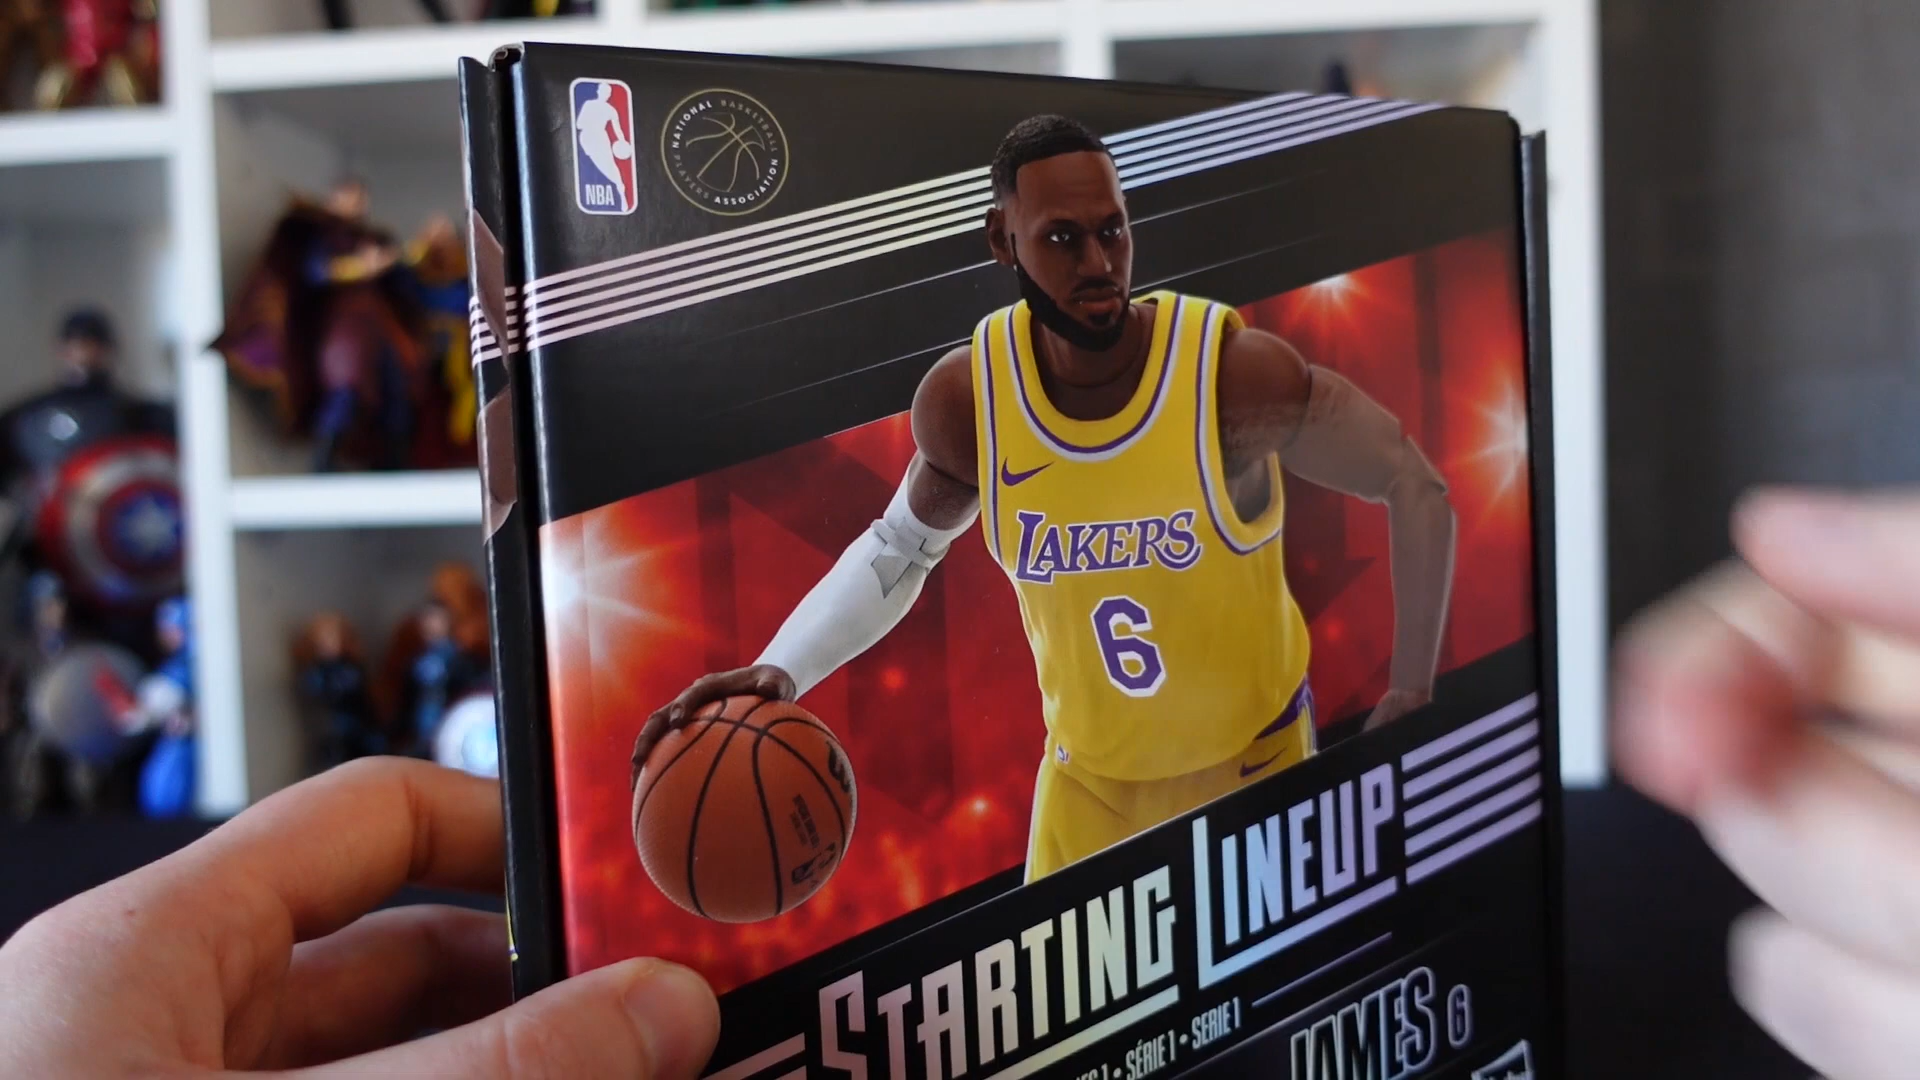 NBA
NATIONAL BASKETBALL
PLAYERS ASSOCIATION
LAKERS
6
STARTING LINEUP
SÉRIE 1 • SERIE 1
JAMES 6